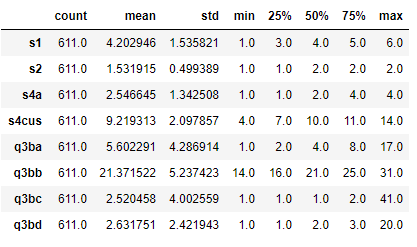 count mean std min 25% 50% 75% max
s1 611.0 4.202946 1.535821 1.0 3.0 4.0 5.0 6.0
s2 611.0 1.531915 0.499389 1.0 1.0 2.0 2.0 2.0
s4a 611.0 2.546645 1.342508 1.0 1.0 2.0 4.0 4.0
s4cus 611.0 9.219313 2.097857 4.0 7.0 10.0 11.0 14.0
q3ba 611.0 5.602291 4.286914 1.0 2.0 4.0 8.0 17.0
q3bb 611.0 21.371522 5.237423 14.0 16.0 21.0 25.0 31.0
q3bc 611.0 2.520458 4.002559 1.0 1.0 1.0 2.0 41.0
q3bd 611.0 2.631751 2.421943 1.0 1.0 2.0 3.0 20.0